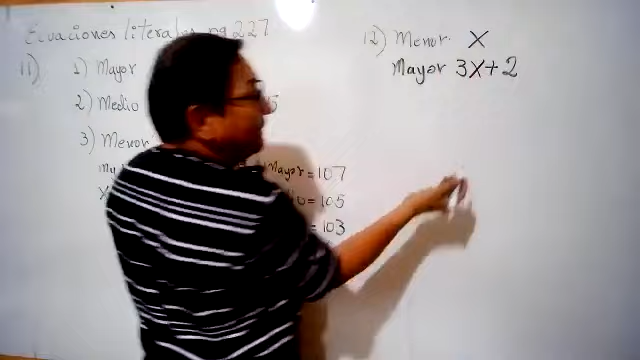 Ecuaciones literales pg 227
11) 1) Mayor
2) Medio
3) Menor
Mayor = 107
= 105
= 103
12) Menor X
Mayor 3X+2